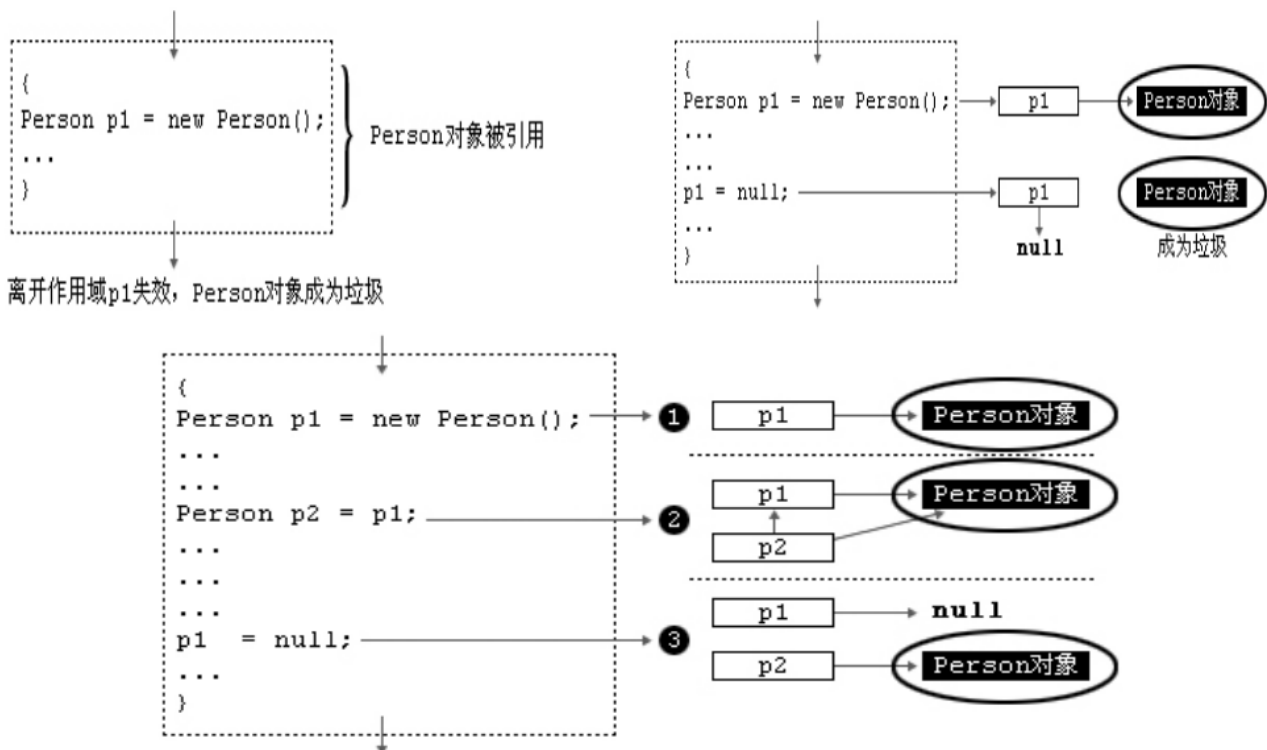 {
Person p1 = new Person();
...
}
Person对象被引用
离开作用域p1失效，Person对象成为垃圾
{
Person p1 = new Person();
p1
Person对象
...
...
p1 = null;
p1
Person对象
...
null
成为垃圾
}
{
Person p1 = new Person();
1
p1
Person对象
...
...
Person p2 = p1;
2
p1
Person对象
p2
...
...
...
p1 = null;
3
p1
null
p2
Person对象
...
}